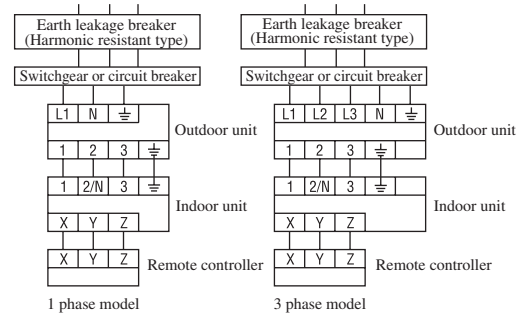 Earth leakage breaker
(Harmonic resistant type)
Switchgear or circuit breaker
L1 N ⏚
Outdoor unit
1 2 3 ⏚
1 2/N 3
Indoor unit
X Y Z
X Y Z
Remote controller
1 phase model
Earth leakage breaker
(Harmonic resistant type)
Switchgear or circuit breaker
L1 L2 L3 N ⏚
Outdoor unit
1 2 3 ⏚
1 2/N 3 ⏚
Indoor unit
X Y Z
X Y Z
Remote controller
3 phase model